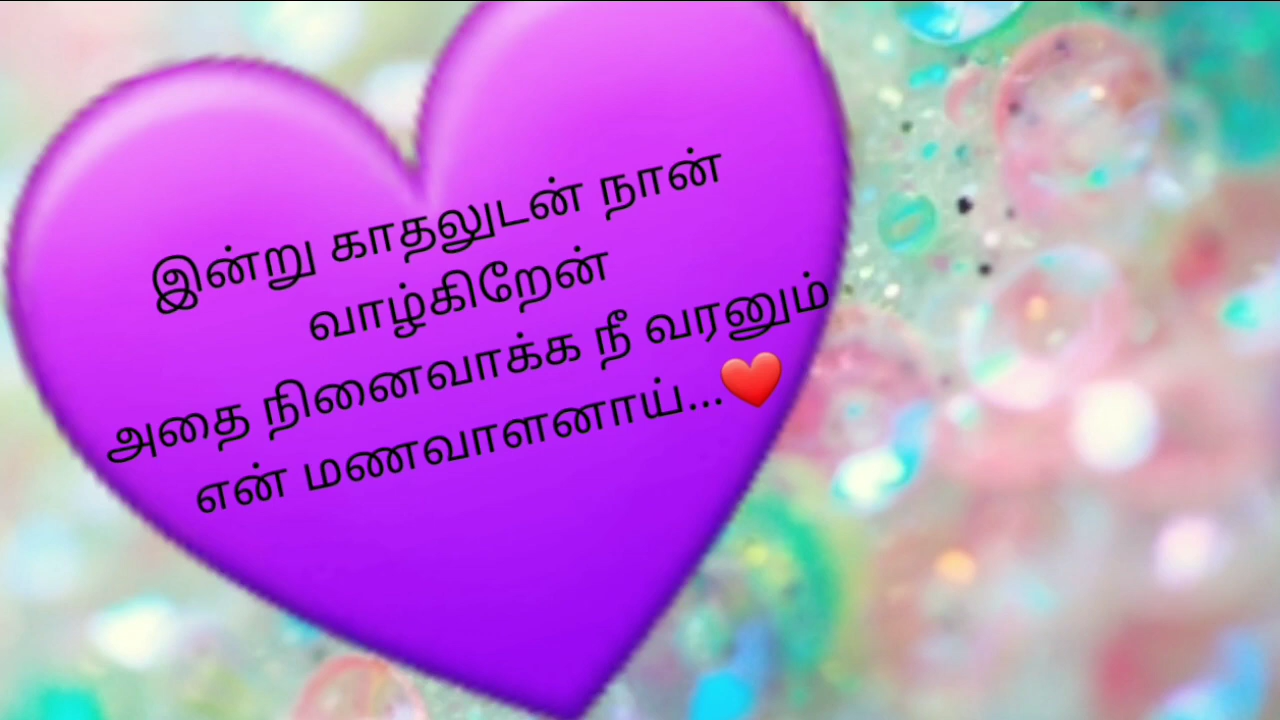 இன்று காதலுடன் நான்
வாழ்கிறேன்
அதை நினைவாக்க நீ வரனும்
என் மணவாளனாய்...❤️